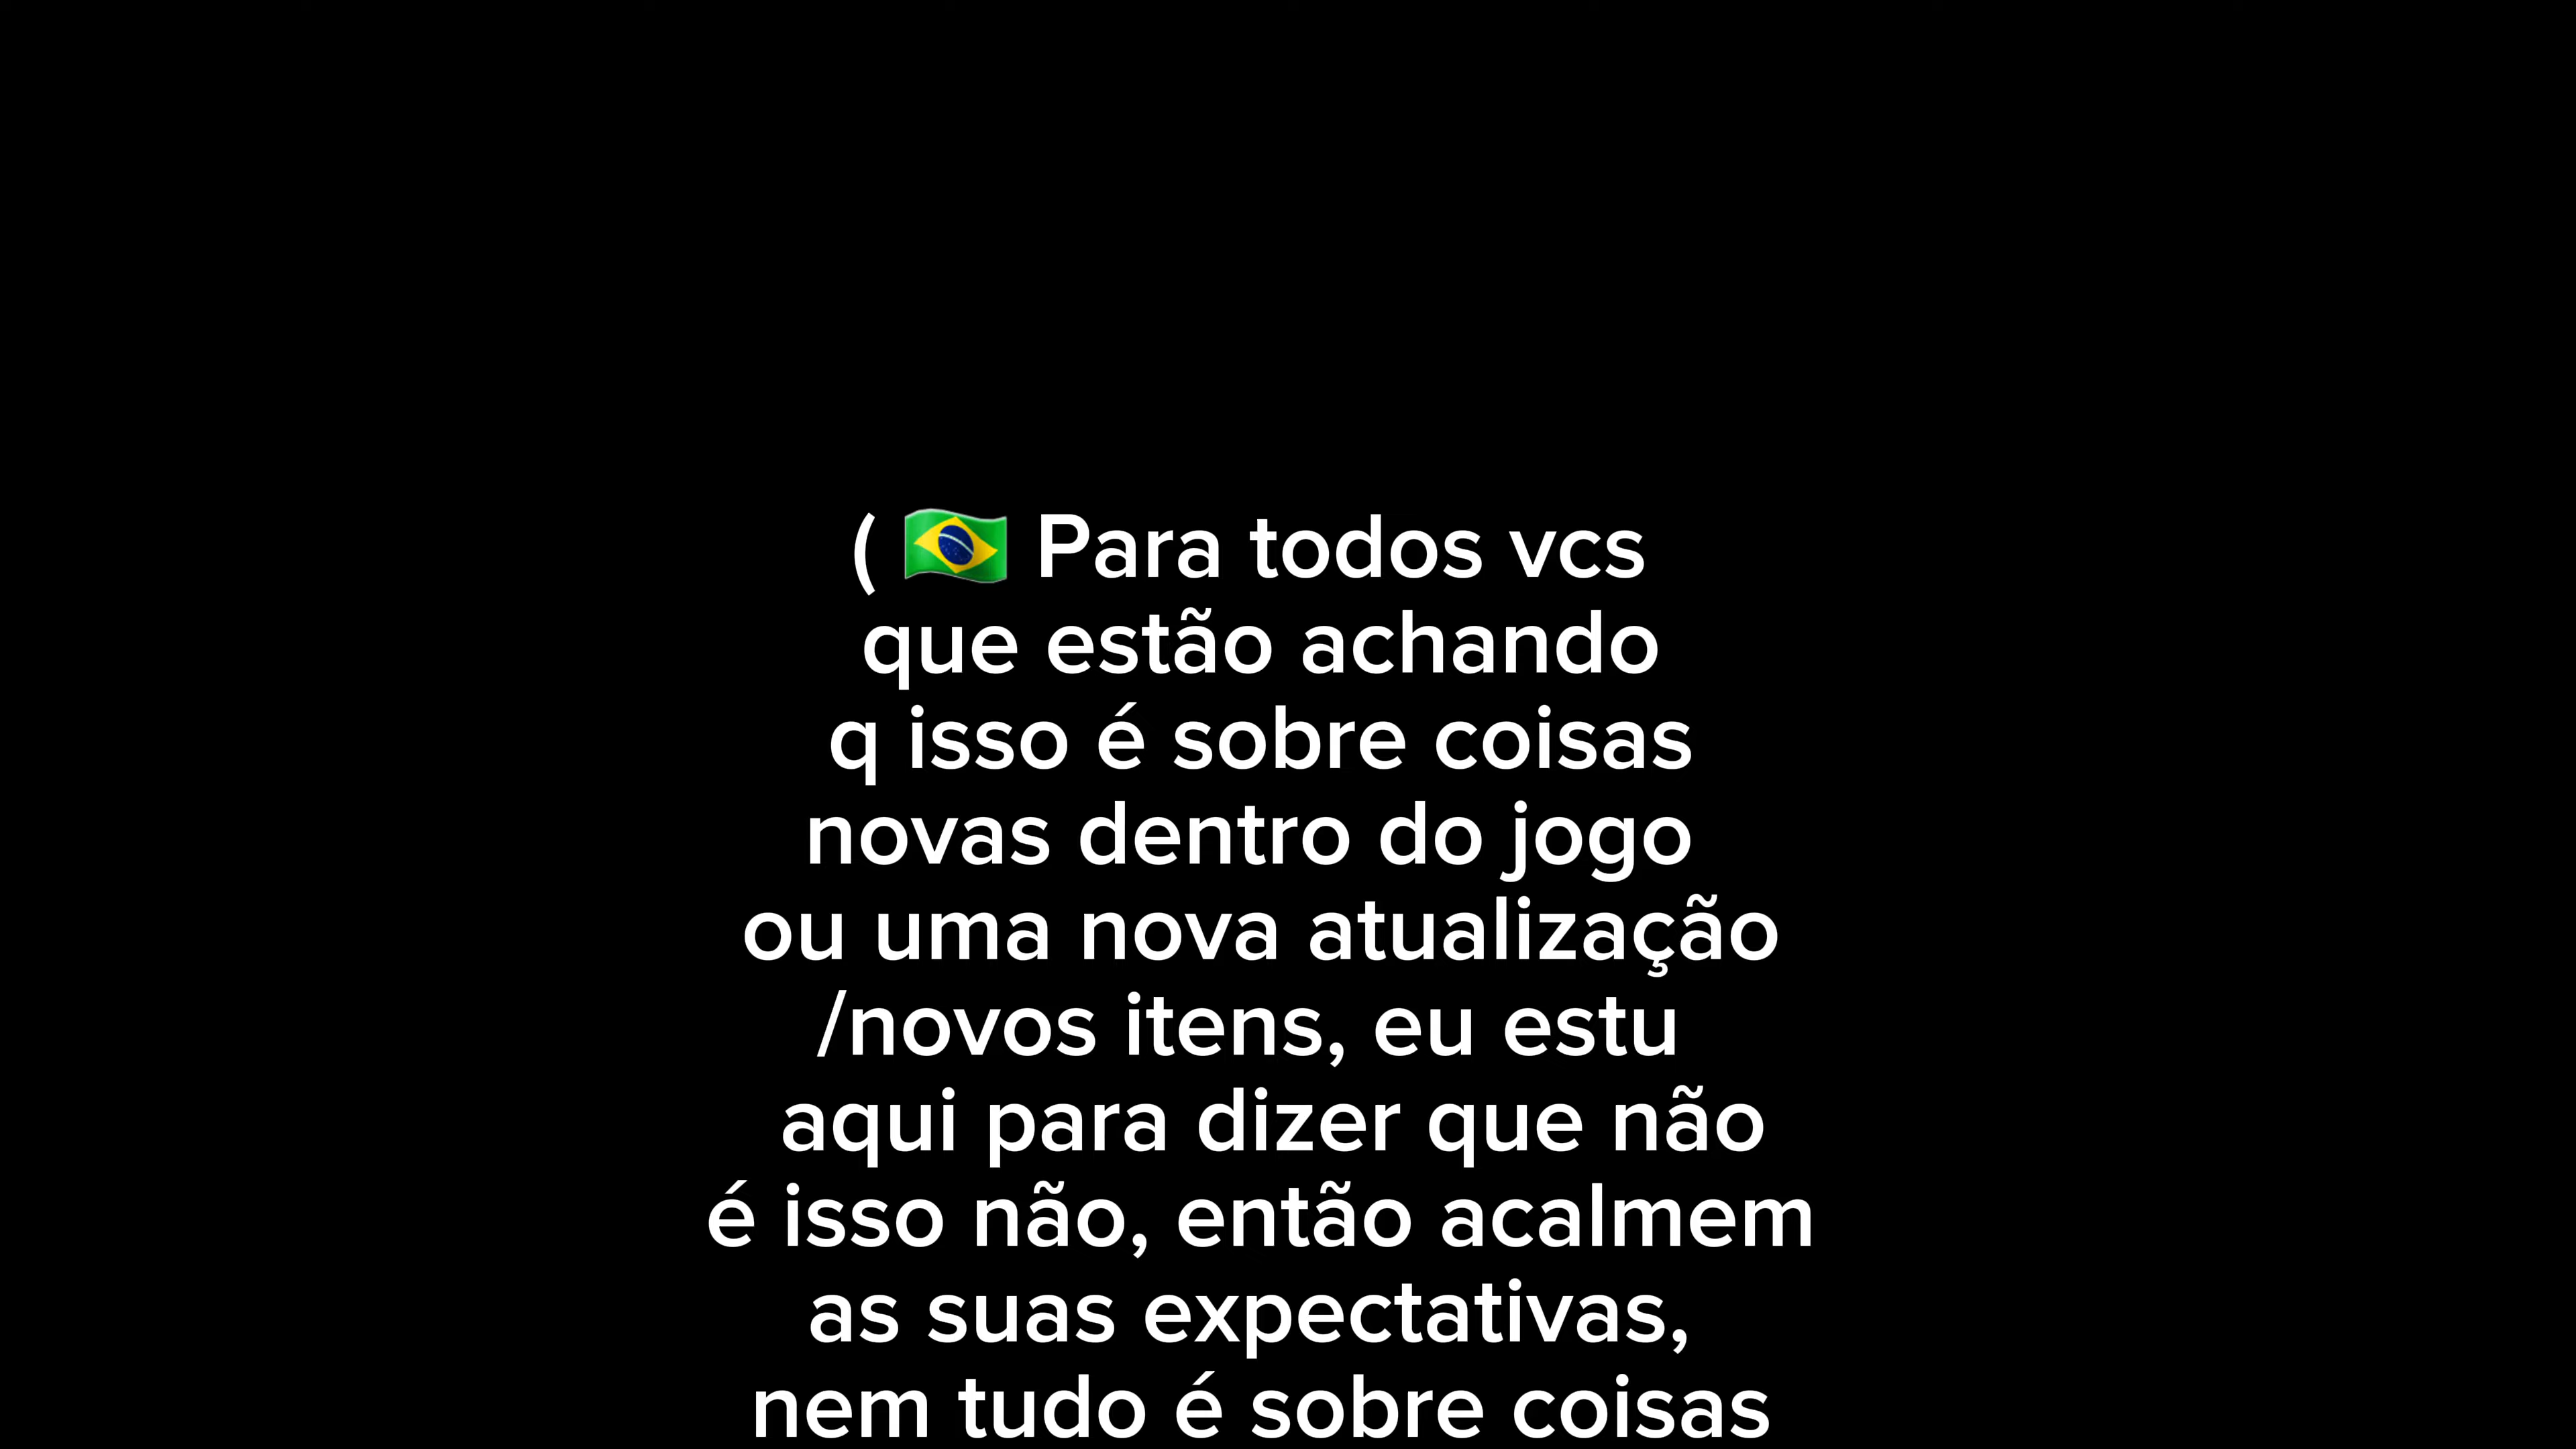 ( 🇧🇷 Para todos vcs
que estão achando
q isso é sobre coisas
novas dentro do jogo
ou uma nova atualização
/novos itens, eu estu
aqui para dizer que não
é isso não, então acalmem
as suas expectativas,
nem tudo é sobre coisas